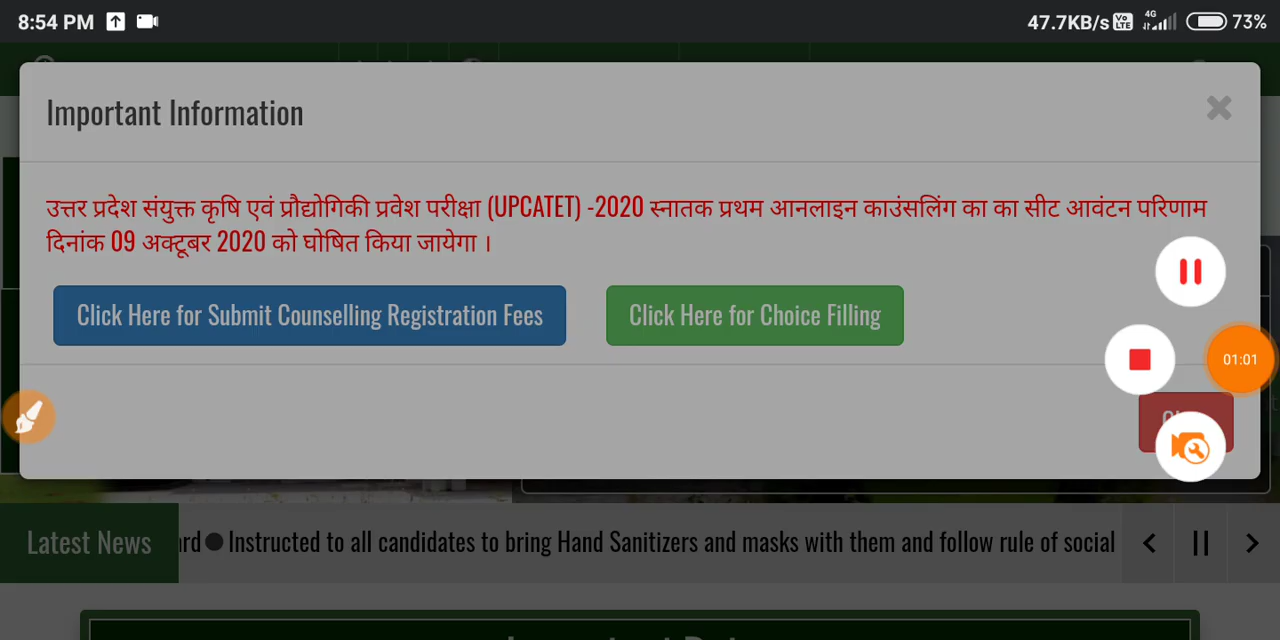 8:54 PM
47.7KB/s Vo LTE 4G 73%
Important Information
उत्तर प्रदेश संयुक्त कृषि एवं प्रौद्योगिकी प्रवेश परीक्षा (UPCATET) -2020 स्नातक प्रथम आनलाइन काउंसलिंग का का सीट आवंटन परिणाम
दिनांक 09 अक्टूबर 2020 को घोषित किया जायेगा ।
Click Here for Submit Counselling Registration Fees
Click Here for Choice Filling
01:01
Latest News
Instructed to all candidates to bring Hand Sanitizers and masks with them and follow rule of social